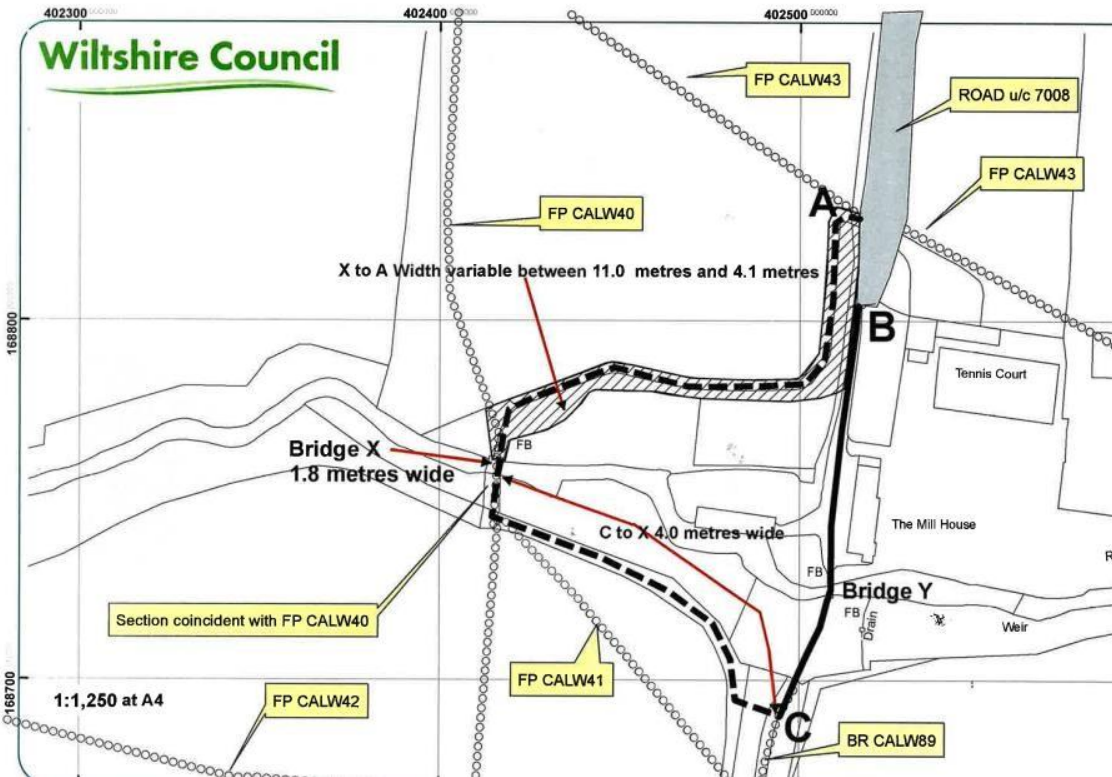 402300
402400
402500
000000
Wiltshire Council
FP CALW43
ROAD u/c 7008
FP CALW43
A
FP CALW40
X to A Width variable between 11.0 metres and 4.1 metres
168800
B
Tennis Court
FB
Bridge X
1.8 metres wide
The Mill House
C to X 4.0 metres wide
FB
R
Bridge Y
FB
Drain
Weir
Section coincident with FP CALW40
FP CALW41
168700
1:1,250 at A4
FP CALW42
C
BR CALW89